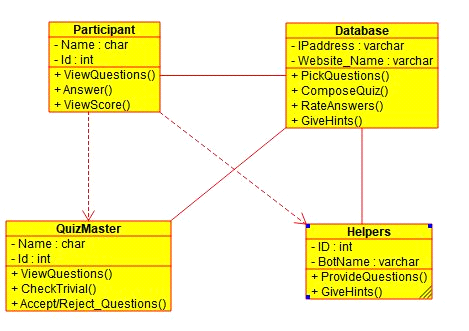 Participant
- Name : char
- Id : int
+ ViewQuestions()
+ Answer()
+ ViewScore()
Database
- IPaddress : varchar
- Website_Name : varchar
+ PickQuestions()
+ ComposeQuiz()
+ RateAnswers()
+ GiveHints()
QuizMaster
- Name : char
- Id : int
+ ViewQuestions()
+ CheckTrivial()
+ Accept/Reject_Questions()
Helpers
- ID : int
- BotName : varchar
+ ProvideQuestions()
+ GiveHints()